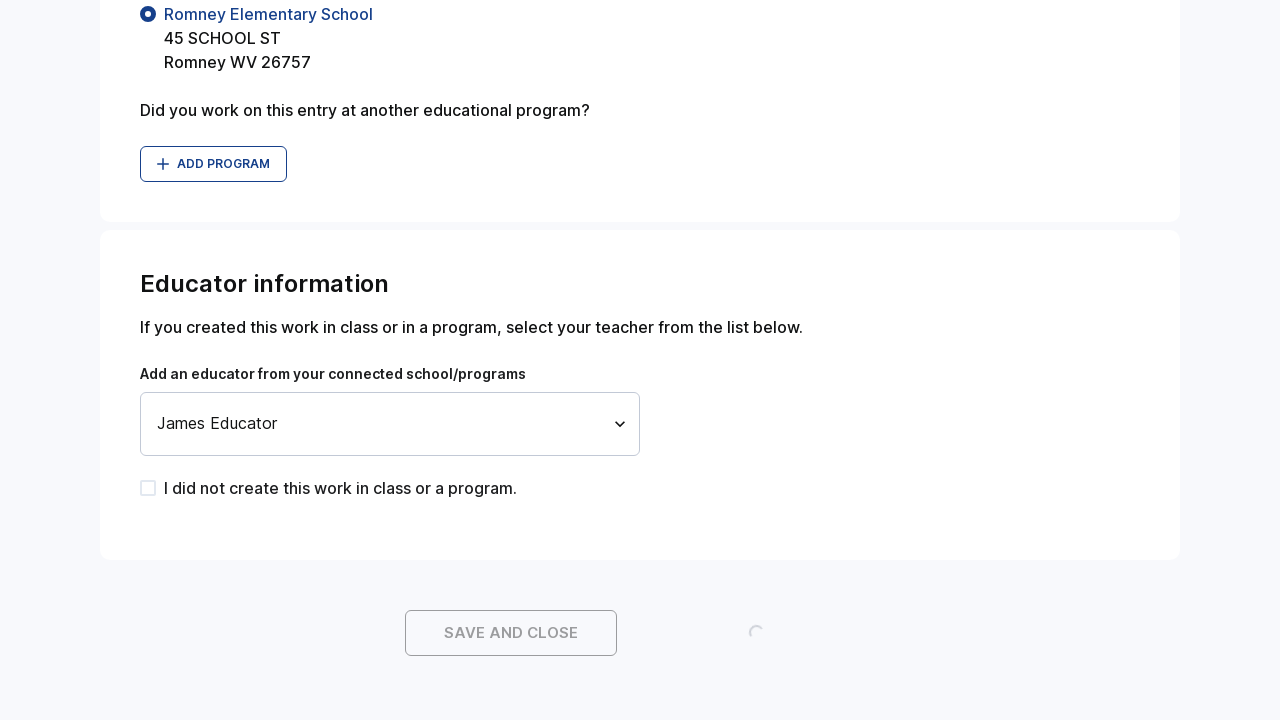 Romney Elementary School
45 SCHOOL ST
Romney WV 26757
Did you work on this entry at another educational program?
ADD PROGRAM
Educator information
If you created this work in class or in a program, select your teacher from the list below.
Add an educator from your connected school/programs
James Educator
I did not create this work in class or a program.
SAVE AND CLOSE